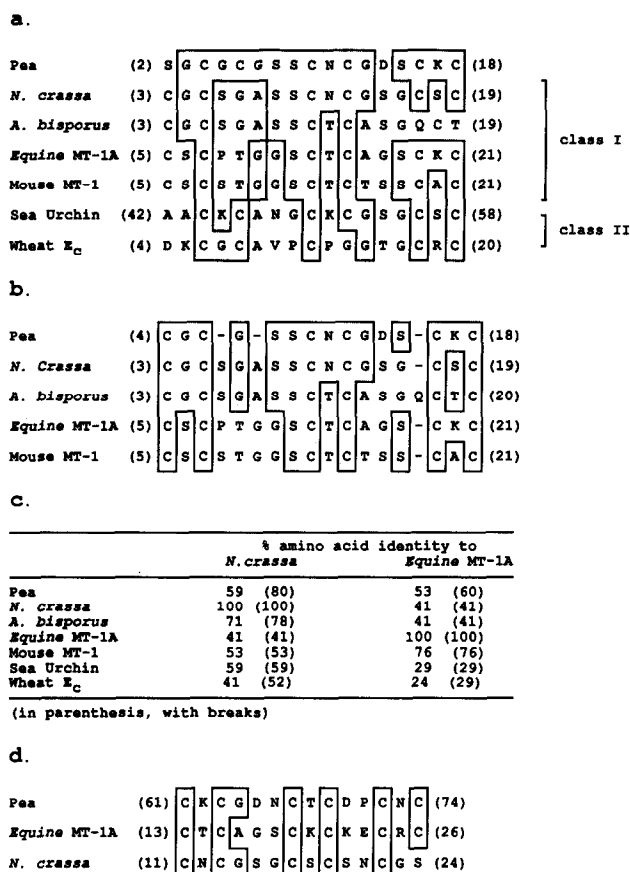 a.
Pea (2) S G C G C G S S C N C G D S C K C (18)
N. crassa (3) C G C S G A S S C N C G S G C S C (19)
A. bisporus (3) C G C S G A S S C T C A S G Q C T (19)
Equine MT-1A (5) C S C P T G G S C T C A G S C K C (21)
Mouse MT-1 (5) C S C S T G G S C T C T S S C A C (21)
class I
Sea Urchin (42) A A C K C A N G C K C G S G C S C (58)
Wheat Ec (4) D K C G C A V P C P G G T G C R C (20)
class II
b.
Pea (4) C G C - G - S S C N C G D S - C K C (18)
N. Crassa (3) C G C S G A S S C N C G S G - C S C (19)
A. bisporus (3) C G C S G A S S C T C A S G Q C T C (20)
Equine MT-1A (5) C S C P T G G S C T C A G S - C K C (21)
Mouse MT-1 (5) C S C S T G G S C T C T S S - C A C (21)
c.
% amino acid identity to
N.crassa Equine MT-1A
Pea 59 (80) 53 (60)
N. crassa 100 (100) 41 (41)
A. bisporus 71 (78) 41 (41)
Equine MT-1A 41 (41) 100 (100)
Mouse MT-1 53 (53) 76 (76)
Sea Urchin 59 (59) 29 (29)
Wheat Ec 41 (52) 24 (29)
(in parenthesis, with breaks)
d.
Pea (61) C K C G D N C T C D P C N C (74)
Equine MT-1A (13) C T C A G S C K C K E C R C (26)
N. crassa (11) C N C G S G C S C S N C G S (24)